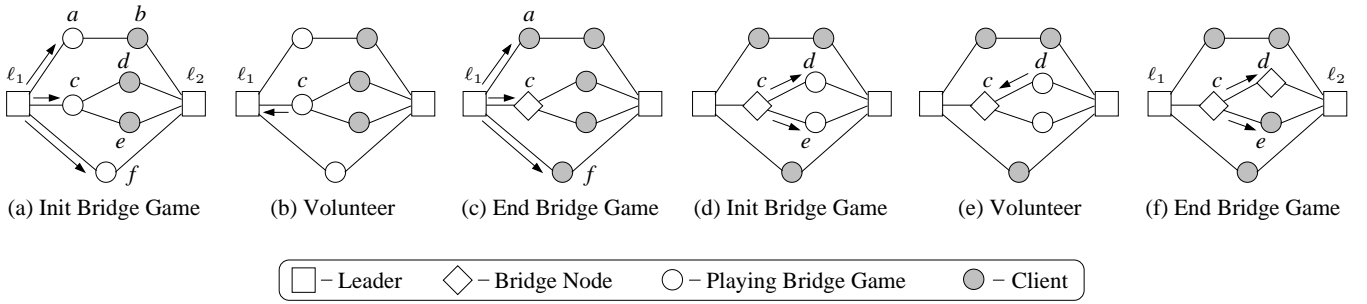 a b
d
ℓ1 c ℓ2
e
f
(a) Init Bridge Game
ℓ1 c
(b) Volunteer
a
ℓ1 c
f
(c) End Bridge Game
c d
e
(d) Init Bridge Game
c d
(e) Volunteer
ℓ1 c d ℓ2
e
(f) End Bridge Game
– Leader – Bridge Node – Playing Bridge Game – Client